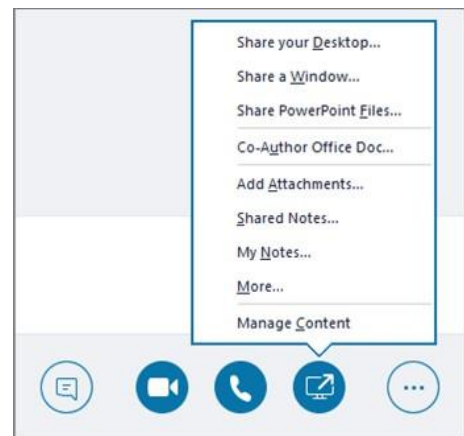 Share your Desktop...
Share a Window...
Share PowerPoint Files...
Co-Author Office Doc...
Add Attachments...
Shared Notes...
My Notes...
More...
Manage Content